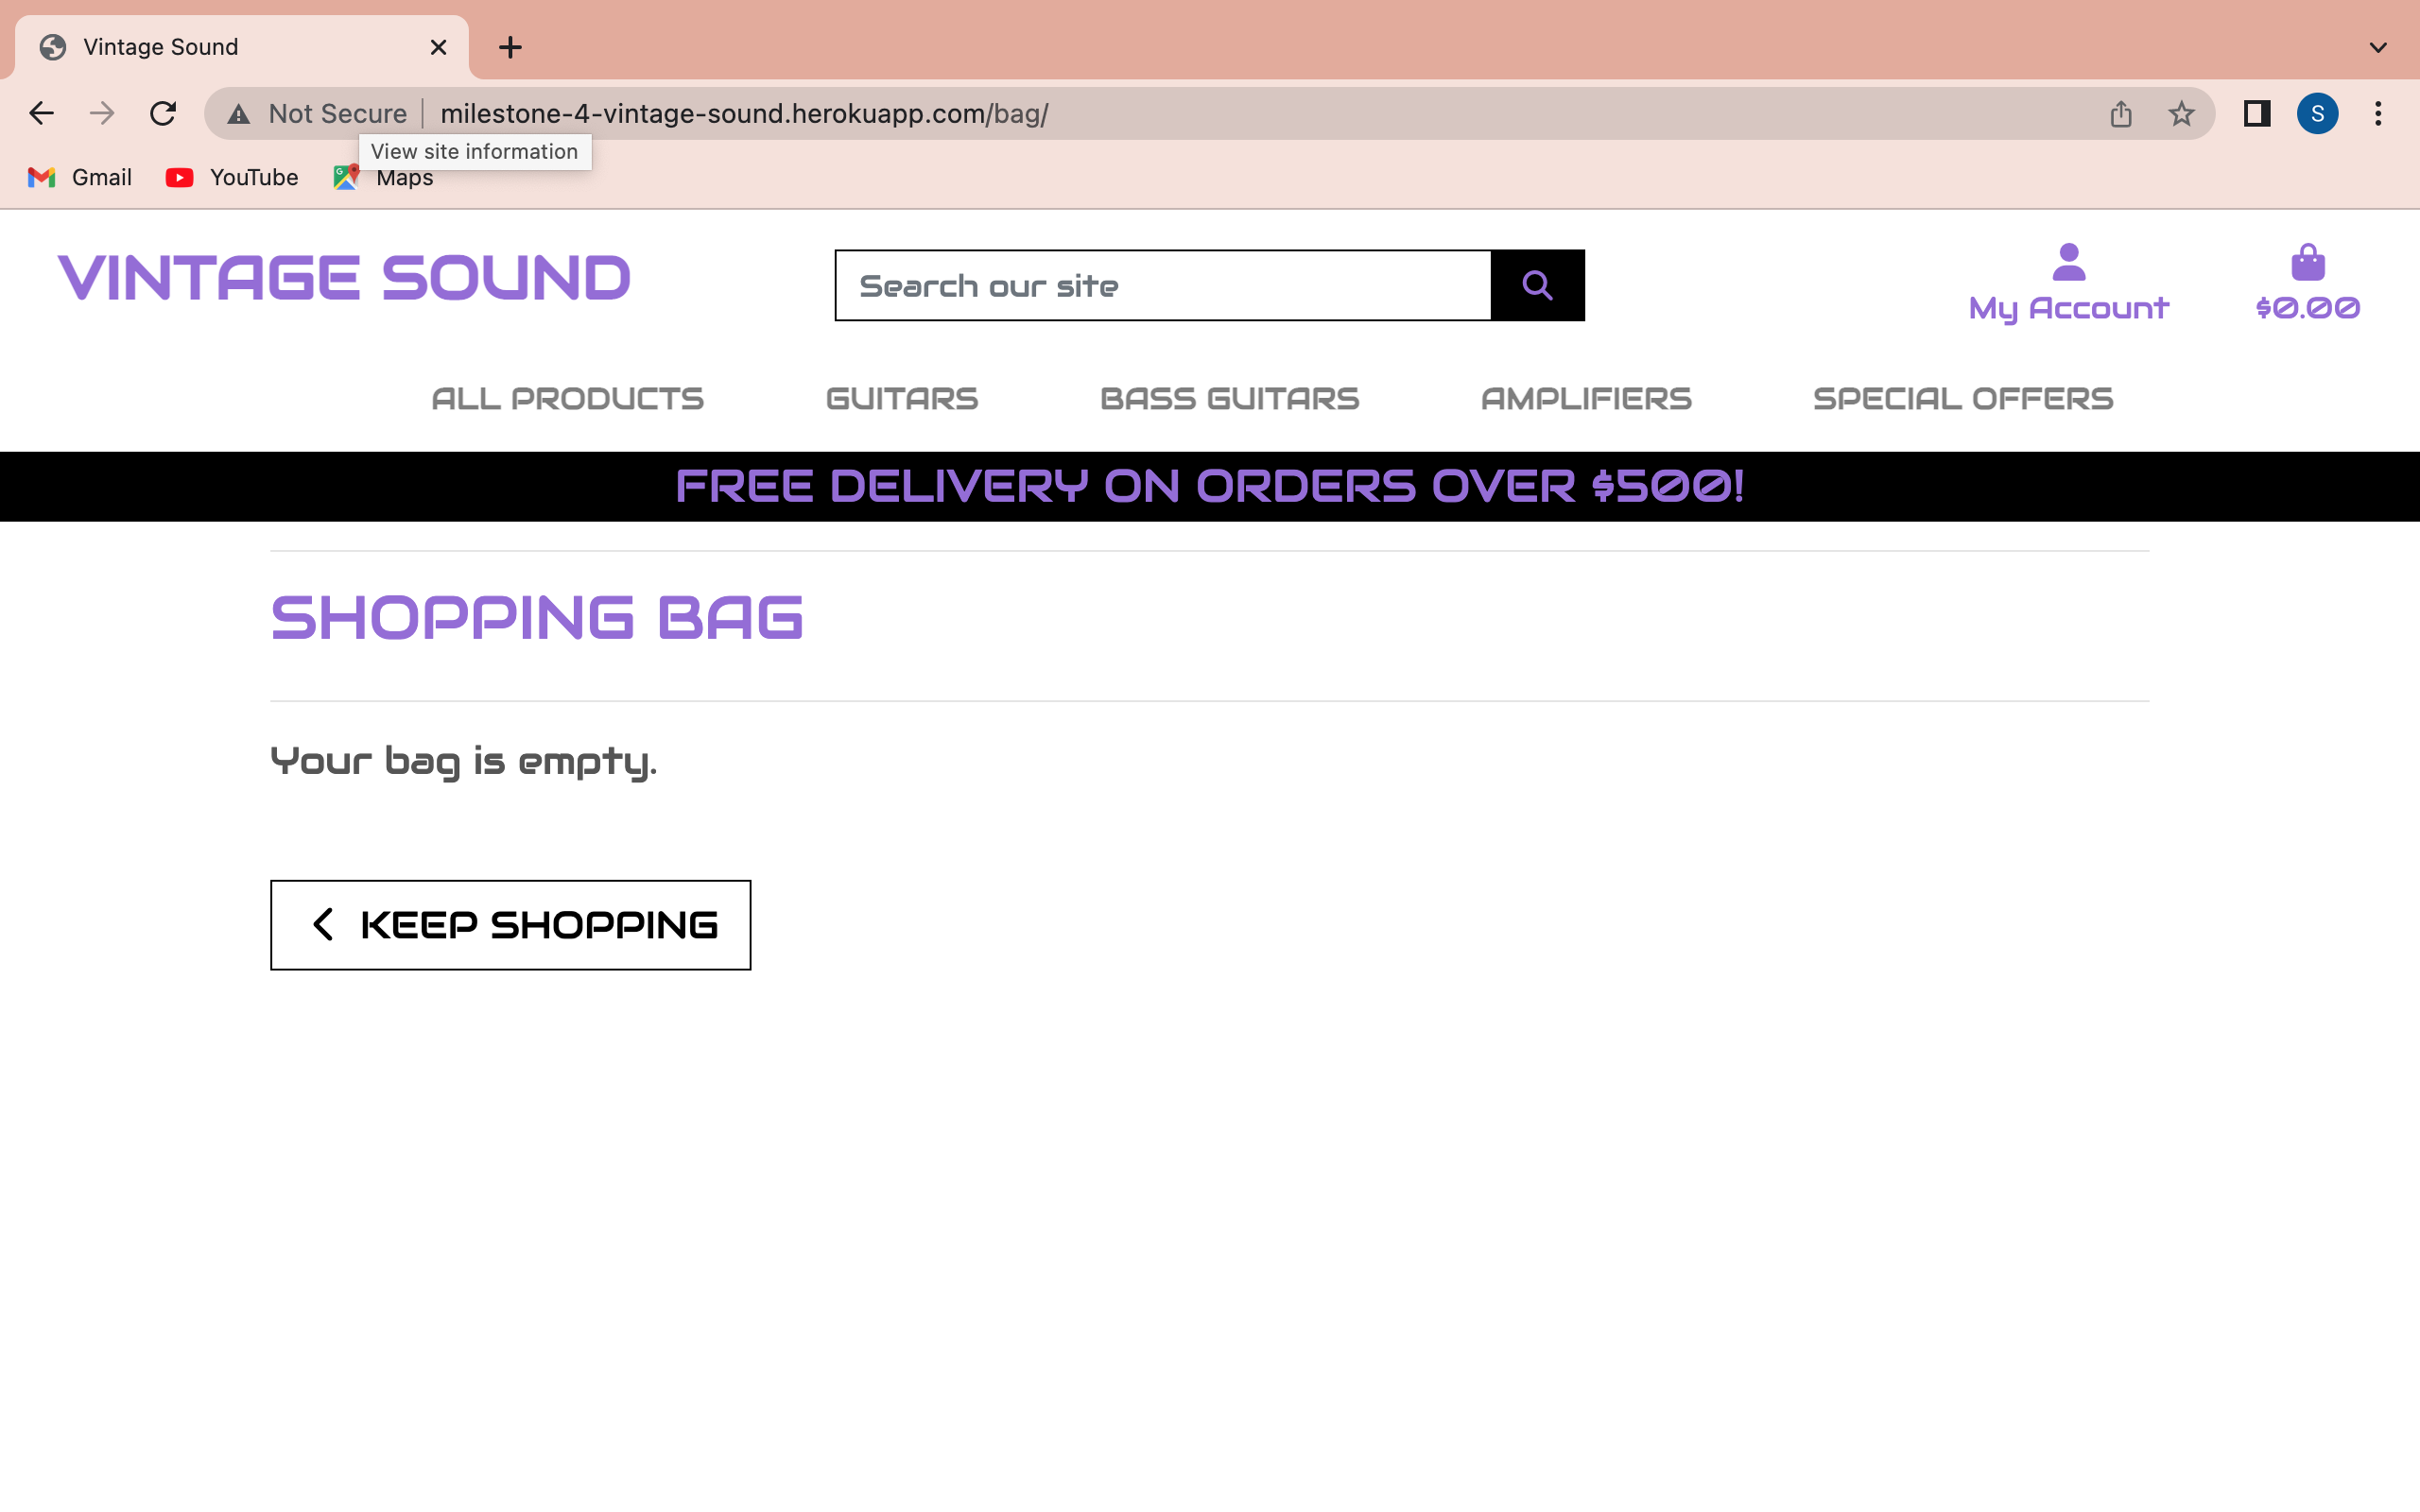 Vintage Sound
Not Secure milestone-4-vintage-sound.herokuapp.com/bag/ S
View site information
Gmail YouTube Maps
VINTAGE SOUND
Search our site
My Account $0.00
ALL PRODUCTS GUITARS BASS GUITARS AMPLIFIERS SPECIAL OFFERS
FREE DELIVERY ON ORDERS OVER $500!
SHOPPING BAG
Your bag is empty.
KEEP SHOPPING